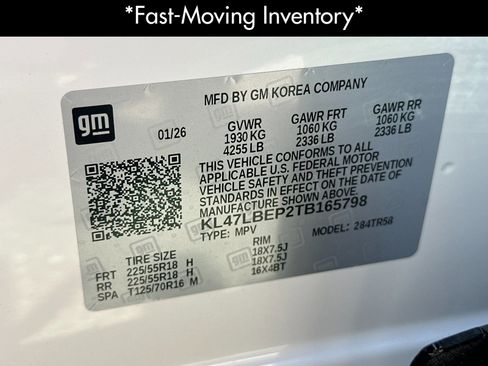 *Fast-Moving Inventory*
MFD BY GM KOREA COMPANY
gm
01/26 GVWR GAWR FRT GAWR RR
1930 KG 1060 KG 1060 KG
4255 LB 2336 LB 2336 LB
THIS VEHICLE CONFORMS TO ALL
APPLICABLE U.S. FEDERAL MOTOR
VEHICLE SAFETY AND THEFT PREVENTION
STANDARDS IN EFFECT ON THE DATE OF
MANUFACTURE SHOWN ABOVE.
KL47LBEP2TB165798
TYPE: MPV 284TR58
TIRE SIZE RIM
FRT 225/55R18 H 18X7.5J
RR 225/55R18 H 18X7.5J
SPA T125/70R16 M 16X4BT